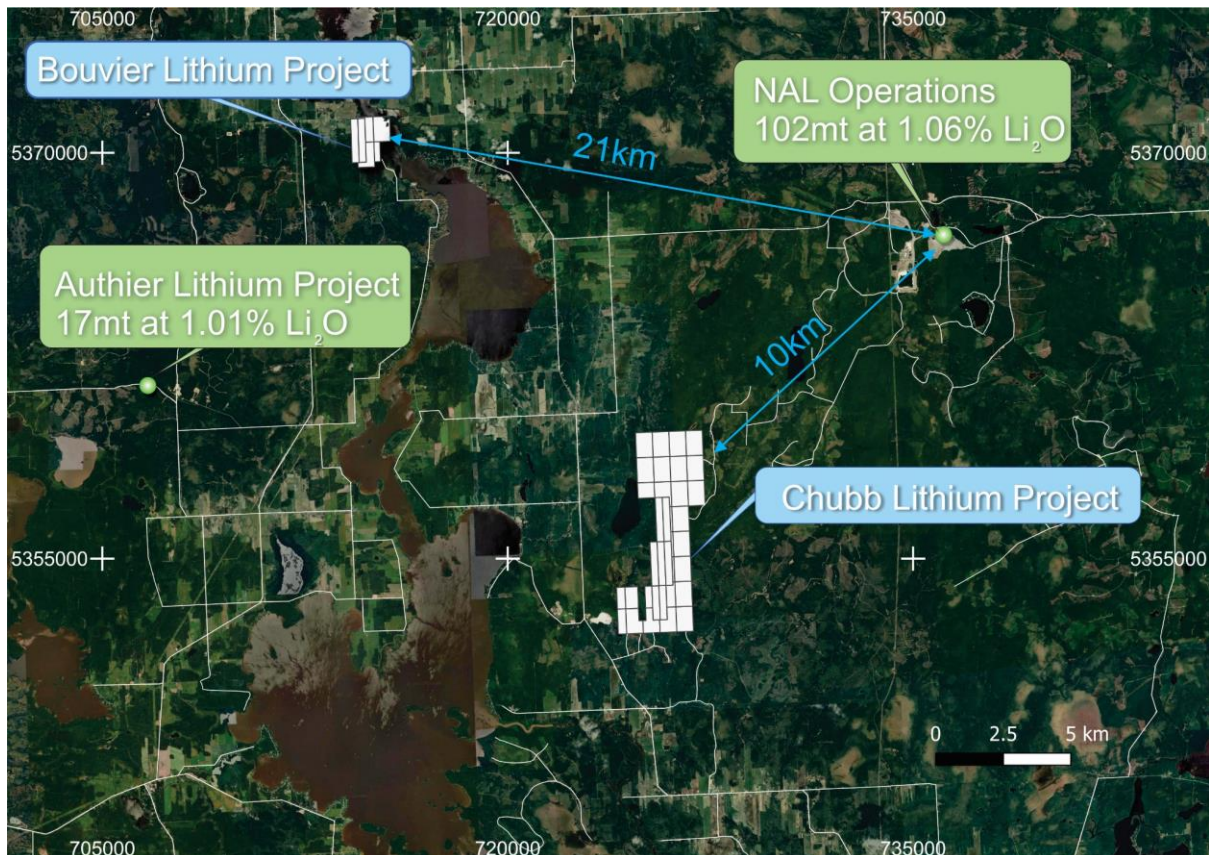 705000 720000 735000
Bouvier Lithium Project
NAL Operations
102mt at 1.06% Li₂O
5370000
5370000
21km
Authier Lithium Project
17mt at 1.01% Li₂O
10km
Chubb Lithium Project
5355000
5355000
0 2.5 5 km
705000 720000 735000